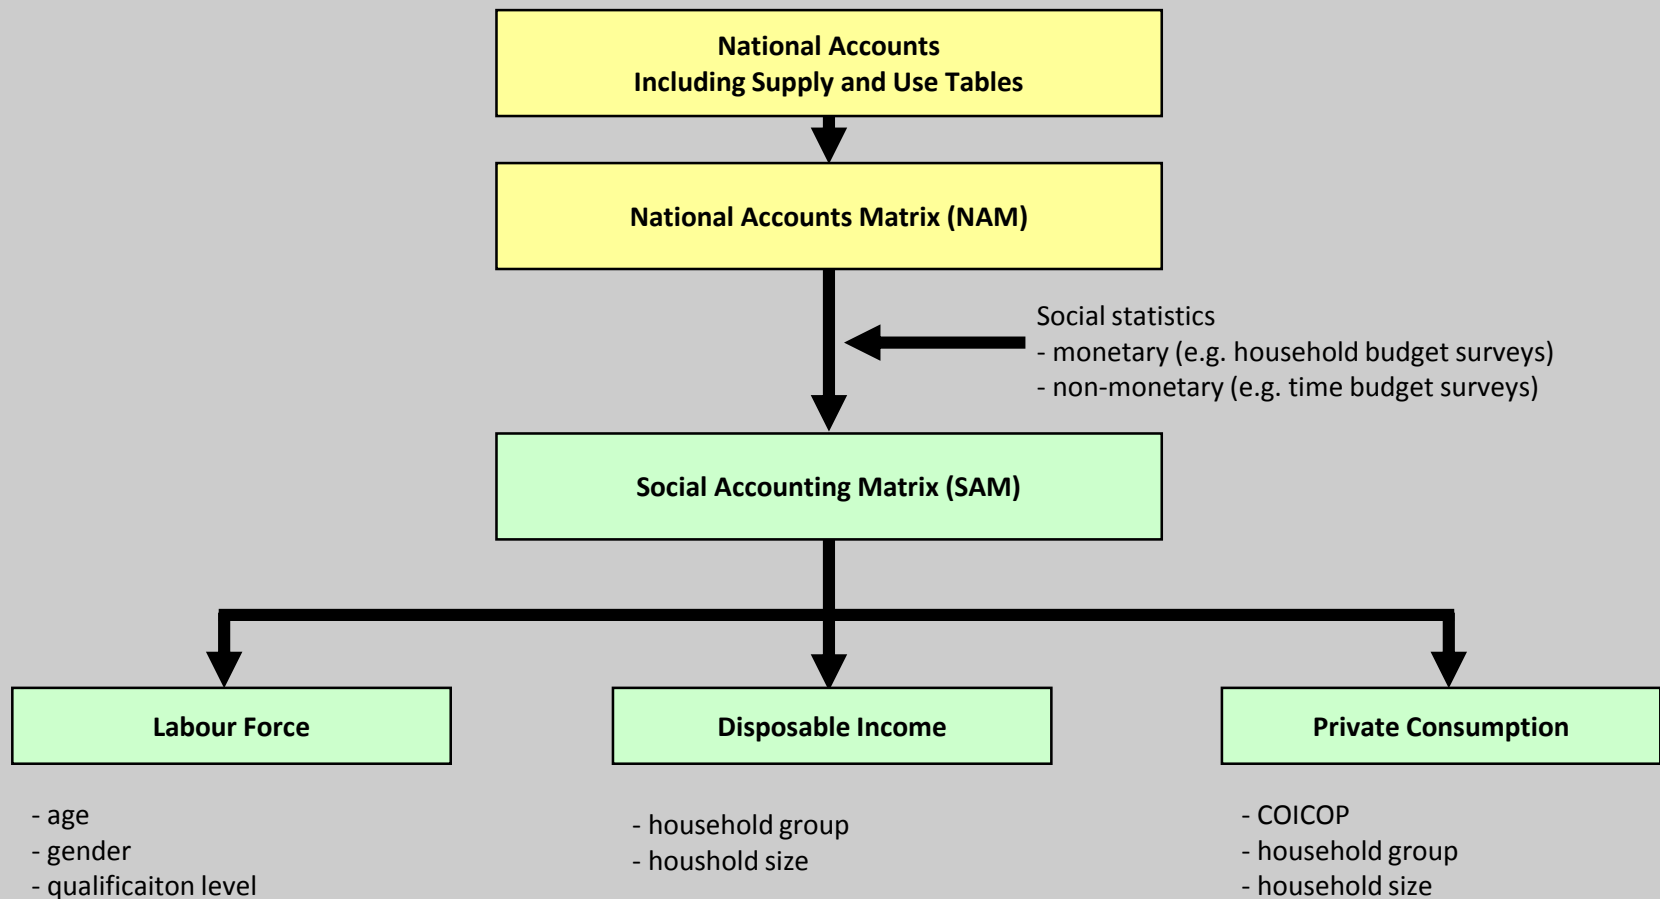 National Accounts
Including Supply and Use Tables
National Accounts Matrix (NAM)
Social statistics
- monetary (e.g. household budget surveys)
- non-monetary (e.g. time budget surveys)
Social Accounting Matrix (SAM)
Labour Force
Disposable Income
Private Consumption
- age
- gender
- qualificaiton level
- household group
- houshold size
- COICOP
- household group
- household size